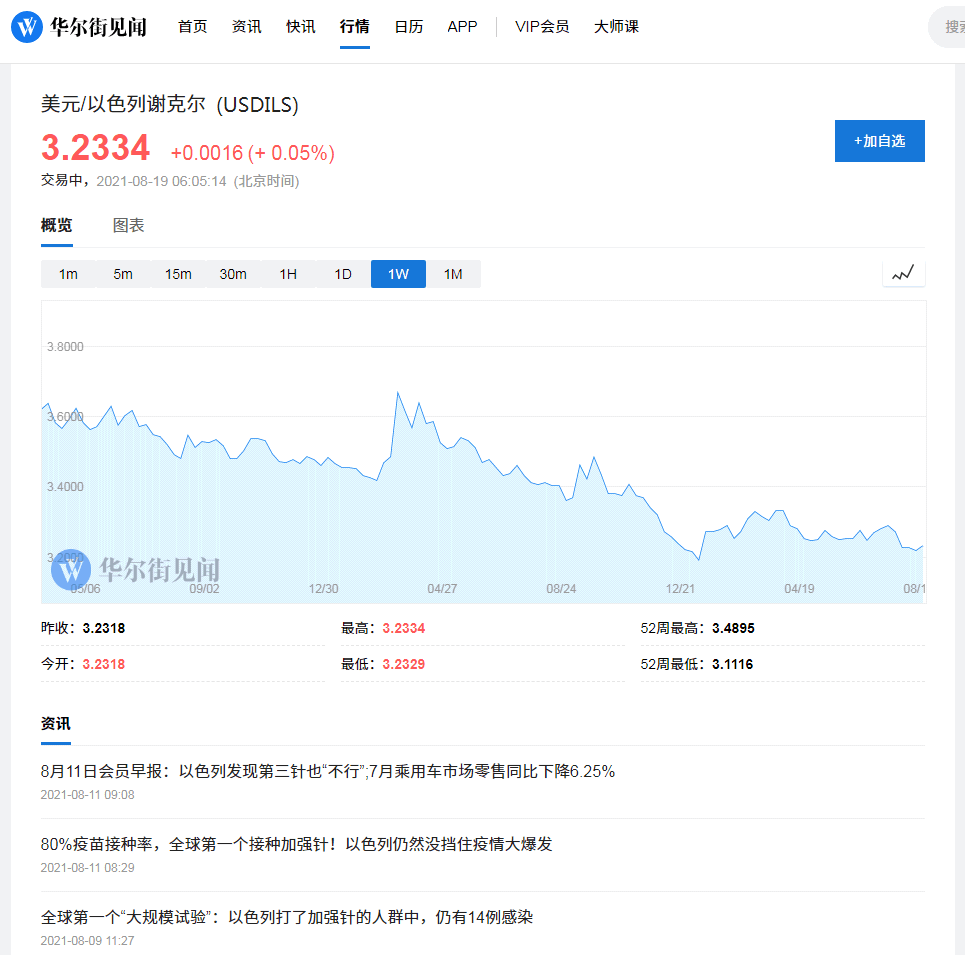 华尔街见闻 首页 资讯 快讯 行情 日历 APP VIP会员 大师课 搜索
美元/以色列谢克尔 (USDILS)
3.2334 +0.0016 (+ 0.05%)
+加自选
交易中，2021-08-19 06:05:14 (北京时间)
概览 图表
1m 5m 15m 30m 1H 1D 1W 1M
3.8000
3.6000
3.4000
3.2000
华尔街见闻
05/06 09/02 12/30 04/27 08/24 12/21 04/19 08/1
昨收：3.2318 最高：3.2334 52周最高：3.4895
今开：3.2318 最低：3.2329 52周最低：3.1116
资讯
8月11日会员早报：以色列发现第三针也“不行”;7月乘用车市场零售同比下降6.25%
2021-08-11 09:08
80%疫苗接种率，全球第一个接种加强针！以色列仍然没挡住疫情大爆发
2021-08-11 08:29
全球第一个“大规模试验”：以色列打了加强针的人群中，仍有14例感染
2021-08-09 11:27